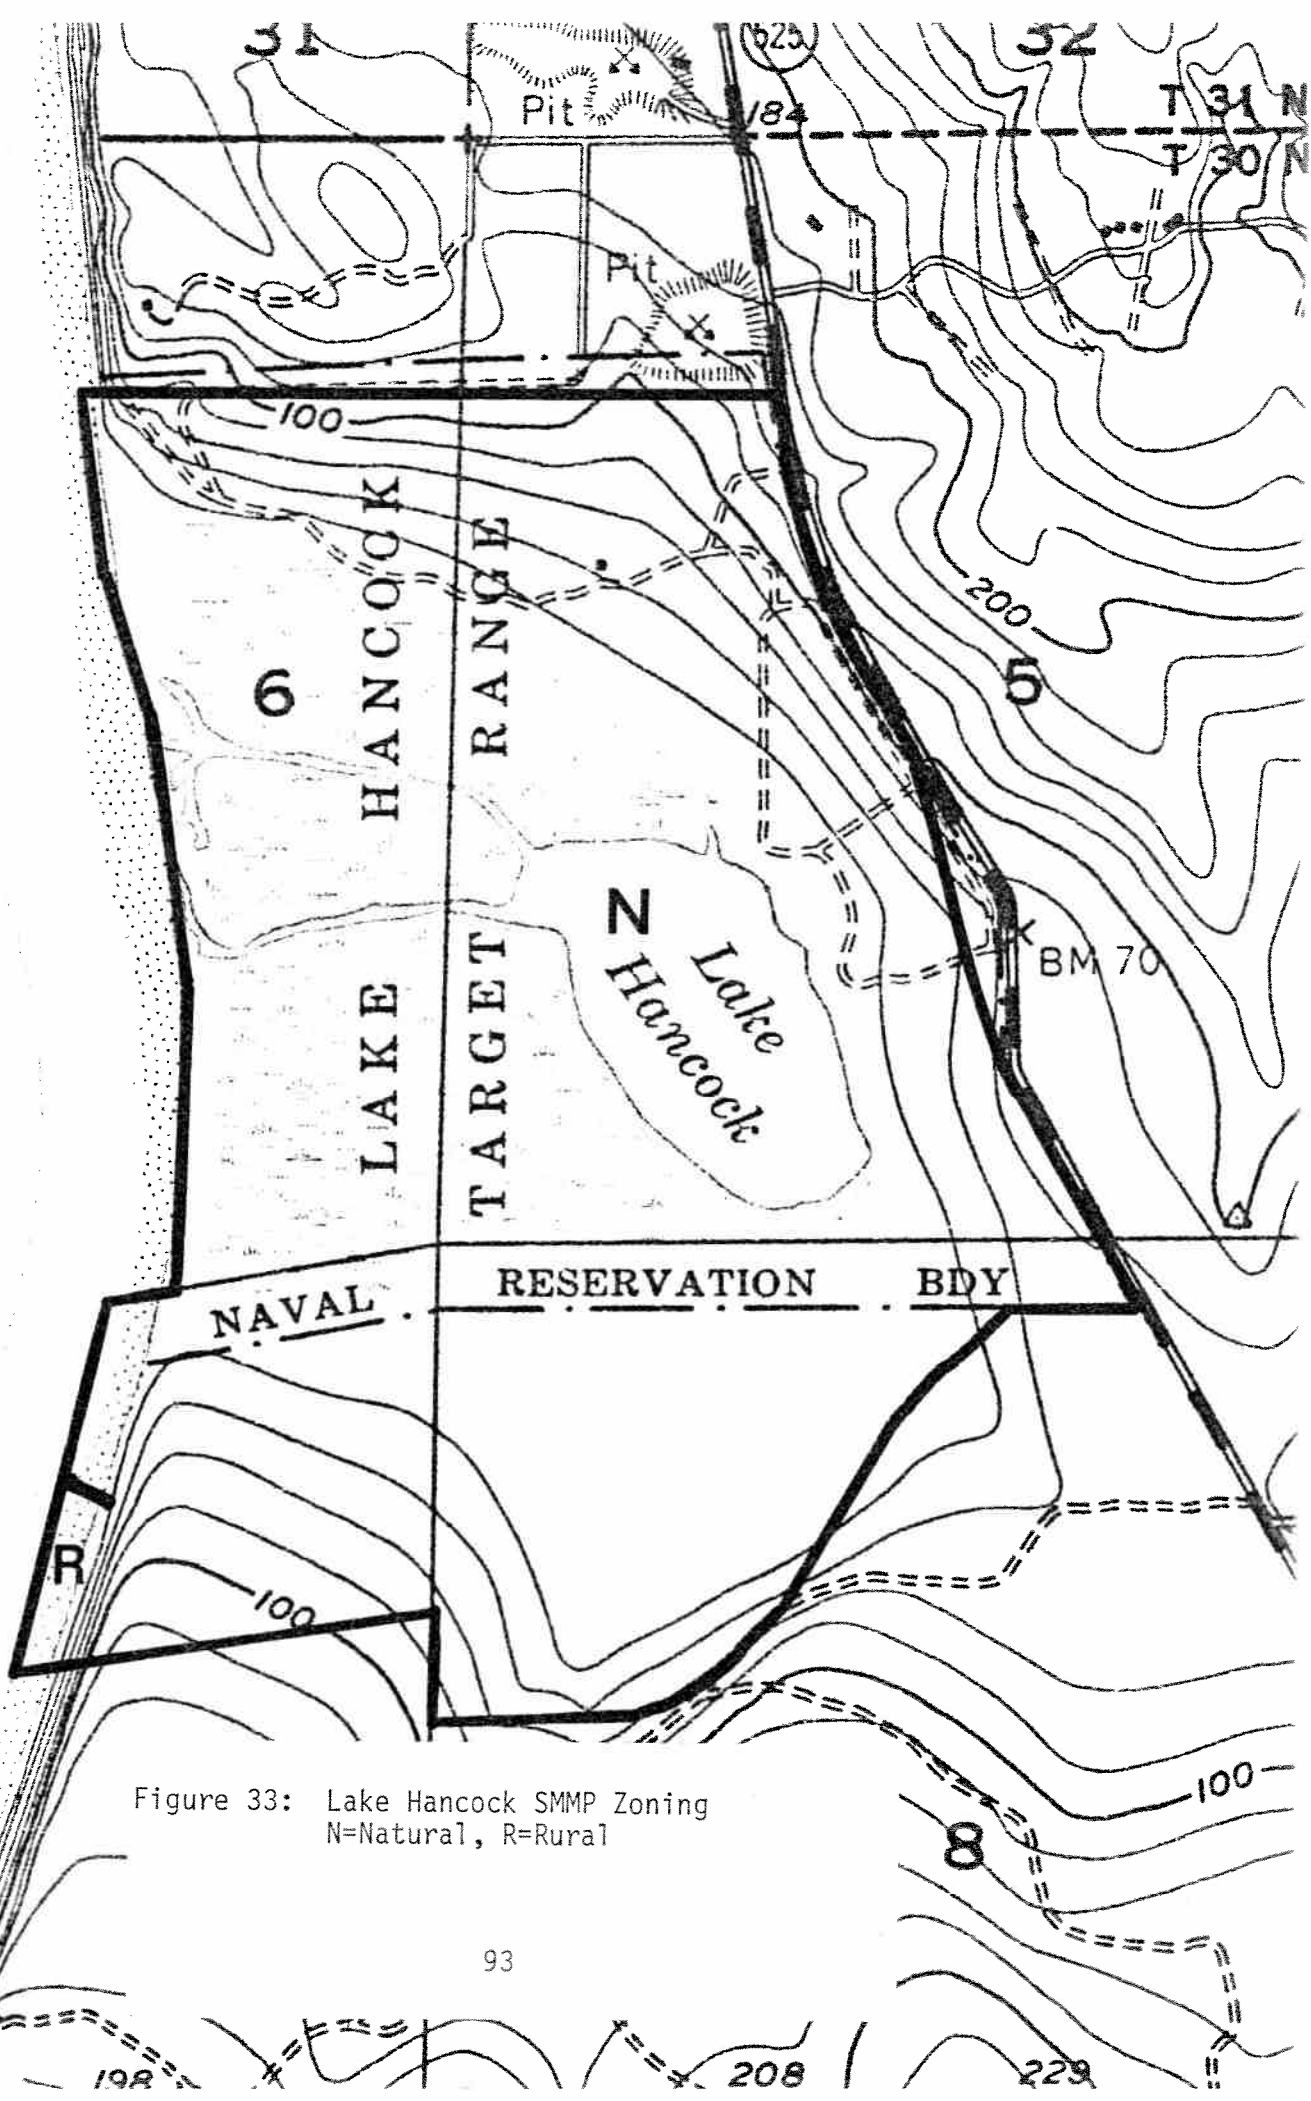 31
525
32
Pit
184
T 31 N
T 30 N
Pit
100
HANCOCK
RANGE
200
6
5
N
Lake
Hancock
BM 70
LAKE
TARGET
NAVAL RESERVATION BDY
R
100
Figure 33: Lake Hancock SMMP Zoning
N=Natural, R=Rural
100
8
93
198
208
229